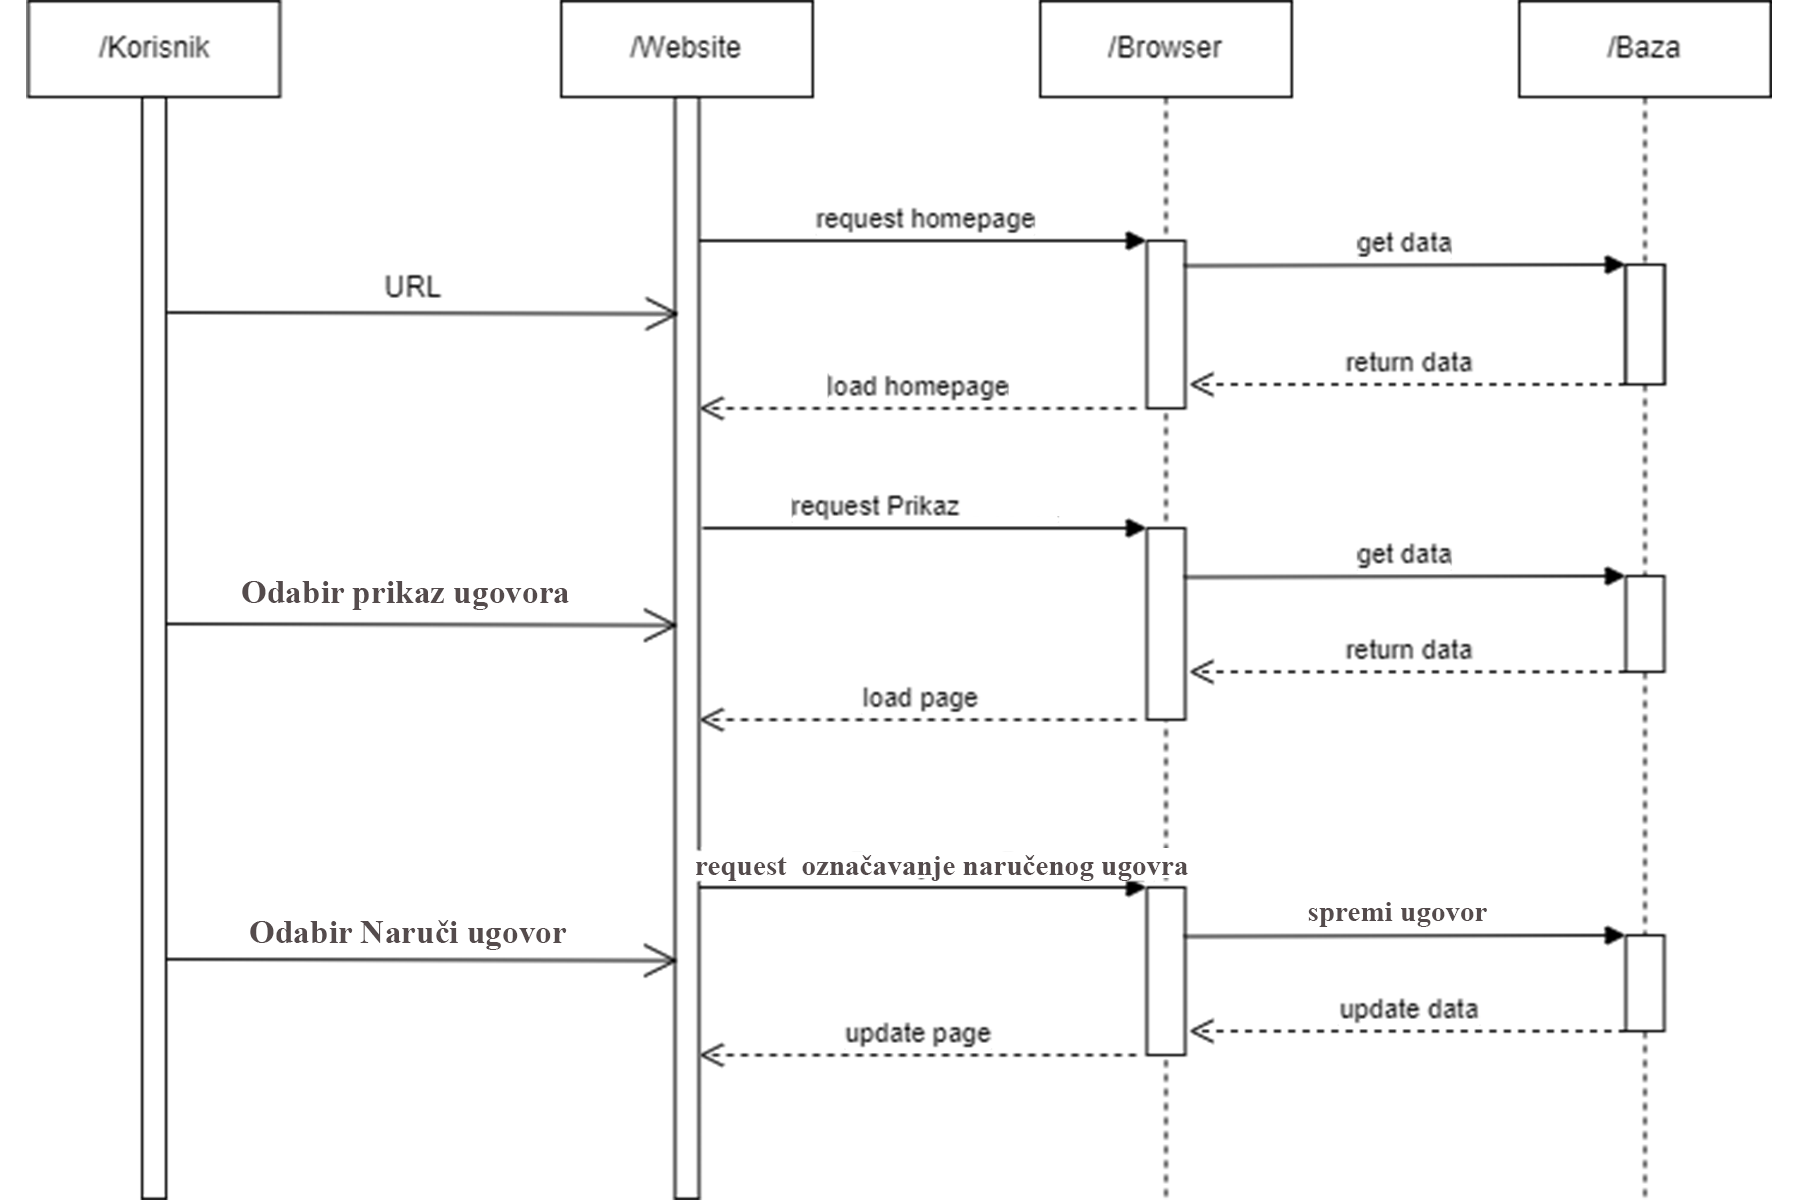 /Korisnik
/Website
/Browser
/Baza
request homepage
get data
URL
return data
load homepage
request Prikaz
get data
Odabir prikaz ugovora
return data
load page
request označavanje naručenog ugovra
spremi ugovor
Odabir Naruči ugovor
update data
update page